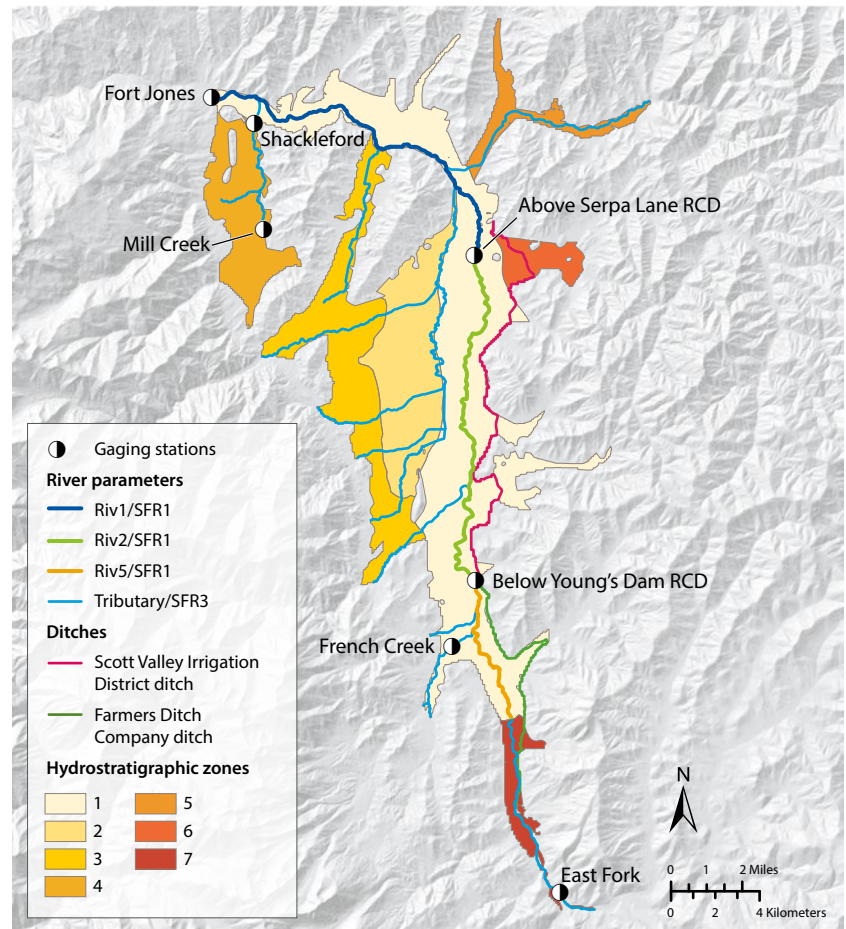 Fort Jones
Shackleford
Mill Creek
Above Serpa Lane RCD
Below Young's Dam RCD
French Creek
East Fork
Gaging stations
River parameters
Riv1/SFR1
Riv2/SFR1
Riv5/SFR1
Tributary/SFR3
Ditches
Scott Valley Irrigation
District ditch
Farmers Ditch
Company ditch
Hydrostratigraphic zones
1
2
3
4
5
6
7
N
0 1 2 Miles
0 2 4 Kilometers